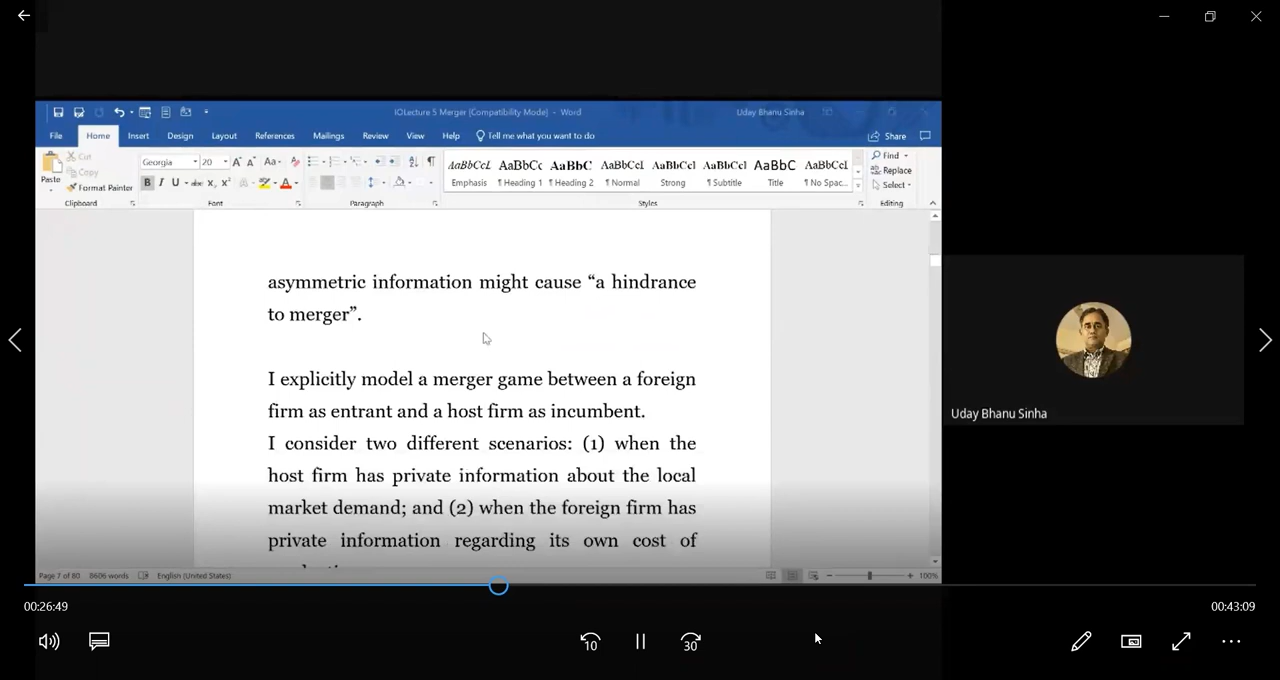 IOLecture 5 Merger [Compatibility Mode] - Word
Uday Bhanu Sinha
File Home Insert Design Layout References Mailings Review View Help Tell me what you want to do Share
Cut
Copy
Format Painter
Paste
Clipboard
Georgia 20
Font
Paragraph
AaBbCcL AaBbCc AaBbC AaBbCcL AaBbCcl AaBbCcl AaBbC AaBbCcL
Emphasis ¶ Heading 1 ¶ Heading 2 ¶ Normal Strong ¶ Subtitle Title ¶ No Spac...
Styles
Find
Replace
Select
Editing
asymmetric information might cause “a hindrance
to merger”.
I explicitly model a merger game between a foreign
firm as entrant and a host firm as incumbent.
I consider two different scenarios: (1) when the
host firm has private information about the local
market demand; and (2) when the foreign firm has
private information regarding its own cost of
Page 7 of 80 8606 words English (United States) 100%
Uday Bhanu Sinha
00:26:49
00:43:09
10
30